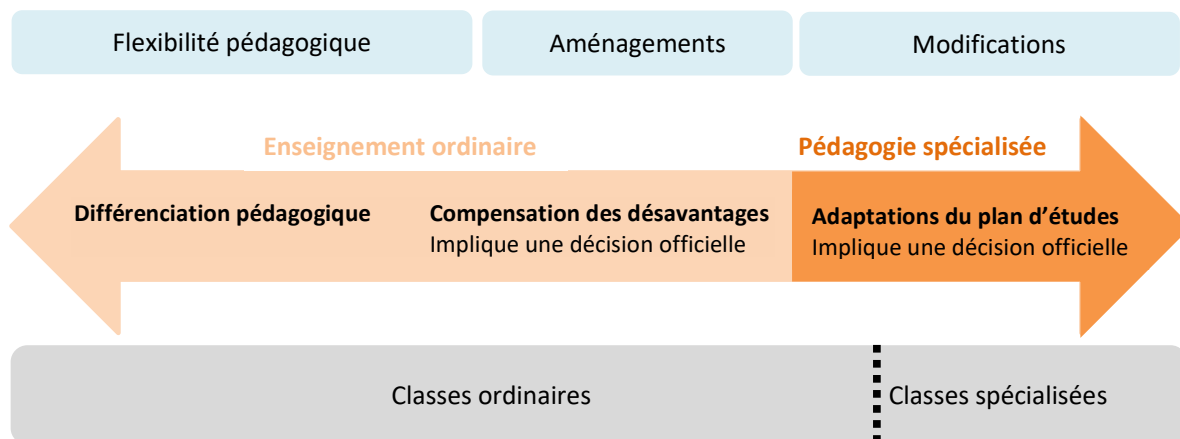 Flexibilité pédagogique
Aménagements
Modifications
Enseignement ordinaire
Pédagogie spécialisée
Différenciation pédagogique
Compensation des désavantages
Implique une décision officielle
Adaptations du plan d’études
Implique une décision officielle
Classes ordinaires
Classes spécialisées